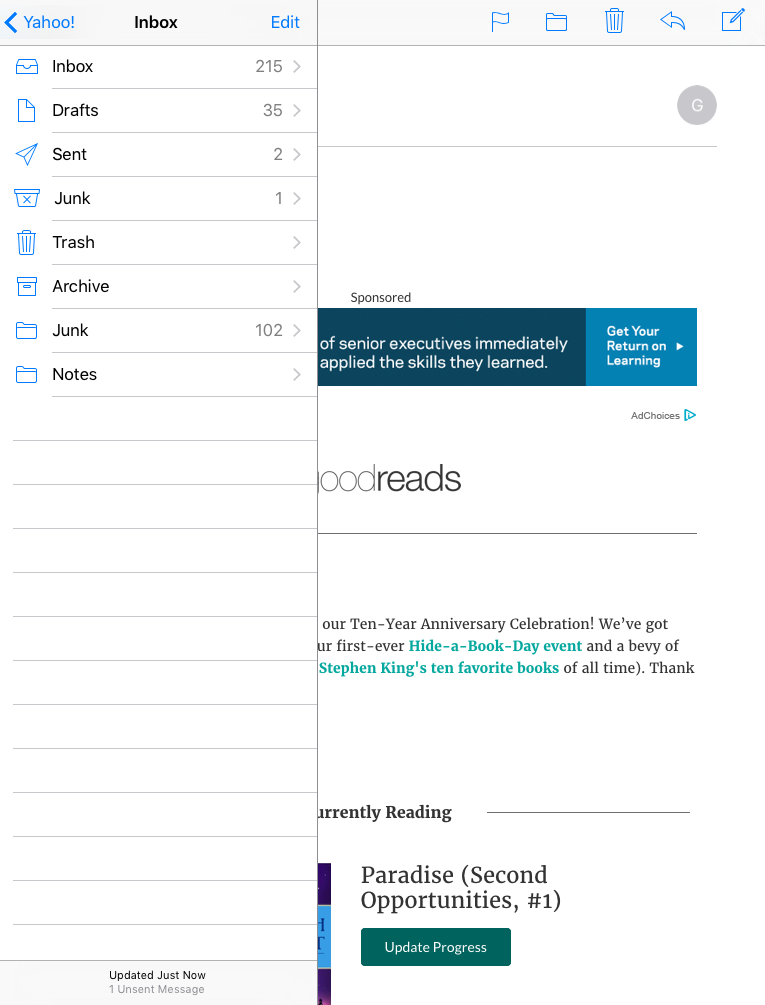 Yahoo!
Inbox
Edit
Inbox 215
Drafts 35
Sent 2
Junk 1
Trash
Archive
Junk 102
Notes
Updated Just Now
1 Unsent Message
G
Sponsored
of senior executives immediately
applied the skills they learned.
Get Your
Return on
Learning
AdChoices
oodreads
our Ten-Year Anniversary Celebration! We’ve got
ur first-ever Hide-a-Book-Day event and a bevy of
Stephen King's ten favorite books of all time). Thank
urrently Reading
Paradise (Second
Opportunities, #1)
Update Progress